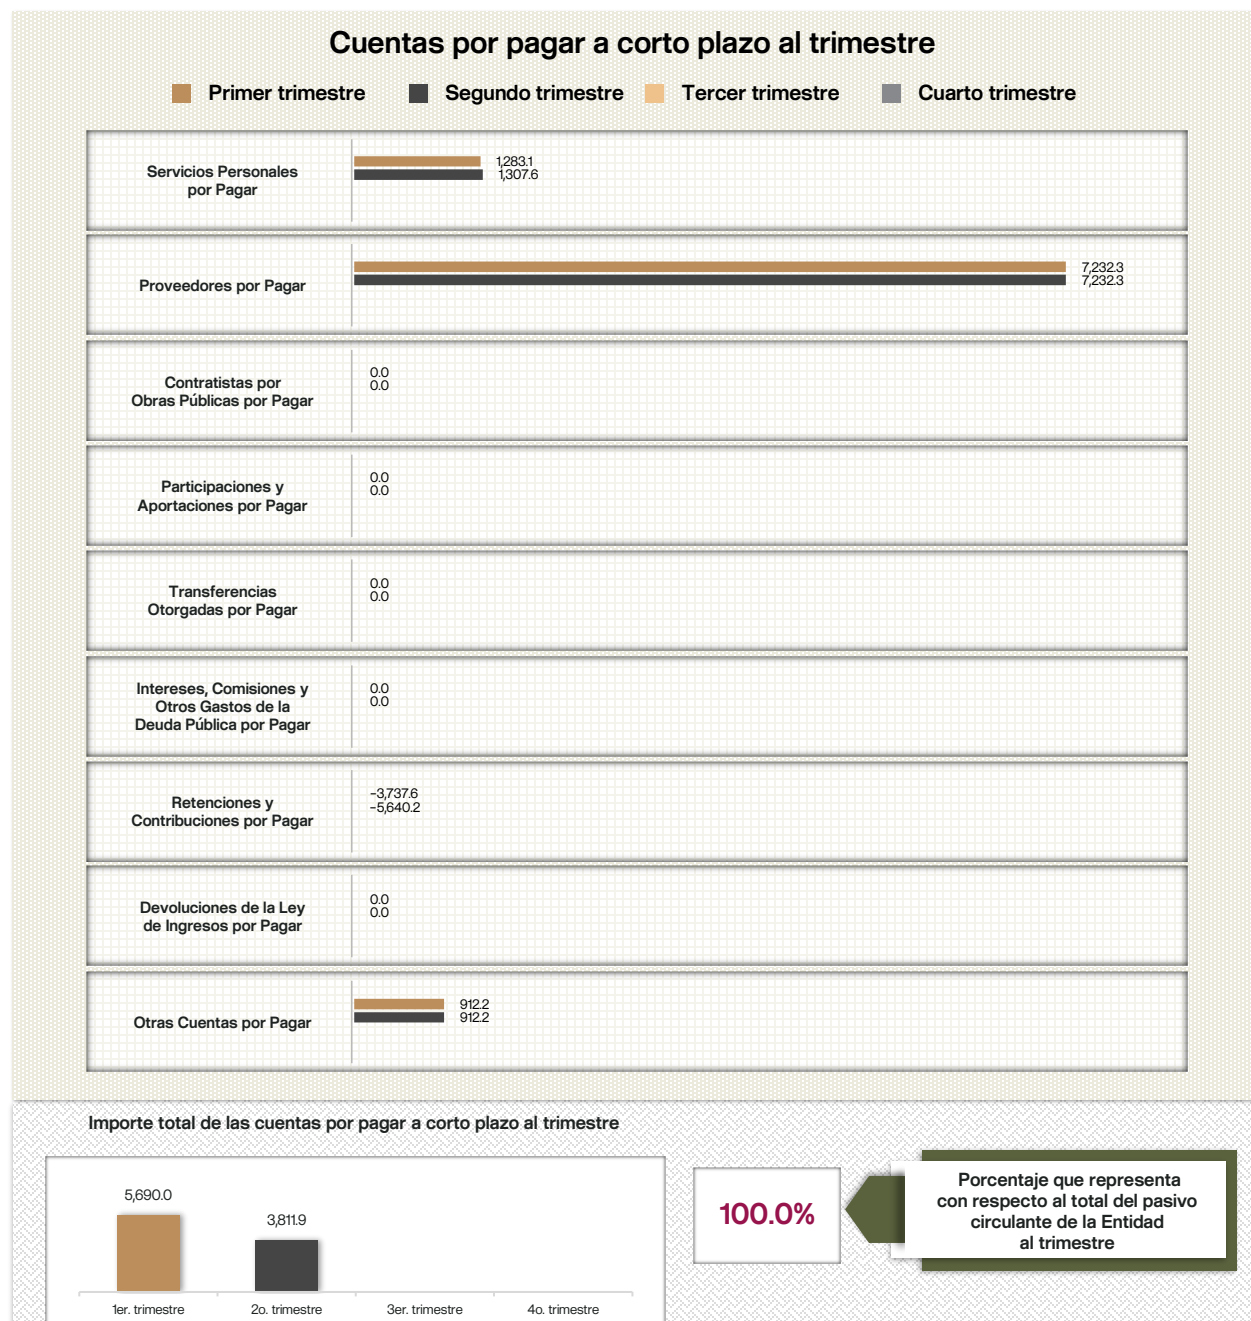 Cuentas por pagar a corto plazo al trimestre
Primer trimestre
Segundo trimestre
Tercer trimestre
Cuarto trimestre
Servicios Personales
por Pagar
1,283.1
1,307.6
Proveedores por Pagar
7,232.3
7,232.3
Contratistas por
Obras Públicas por Pagar
0.0
0.0
Participaciones y
Aportaciones por Pagar
0.0
0.0
Transferencias
Otorgadas por Pagar
0.0
0.0
Intereses, Comisiones y
Otros Gastos de la
Deuda Pública por Pagar
0.0
0.0
Retenciones y
Contribuciones por Pagar
-3,737.6
-5,640.2
Devoluciones de la Ley
de Ingresos por Pagar
0.0
0.0
Otras Cuentas por Pagar
912.2
912.2
Importe total de las cuentas por pagar a corto plazo al trimestre
5,690.0
3,811.9
1er. trimestre
2o. trimestre
3er. trimestre
4o. trimestre
100.0%
Porcentaje que representa
con respecto al total del pasivo
circulante de la Entidad
al trimestre